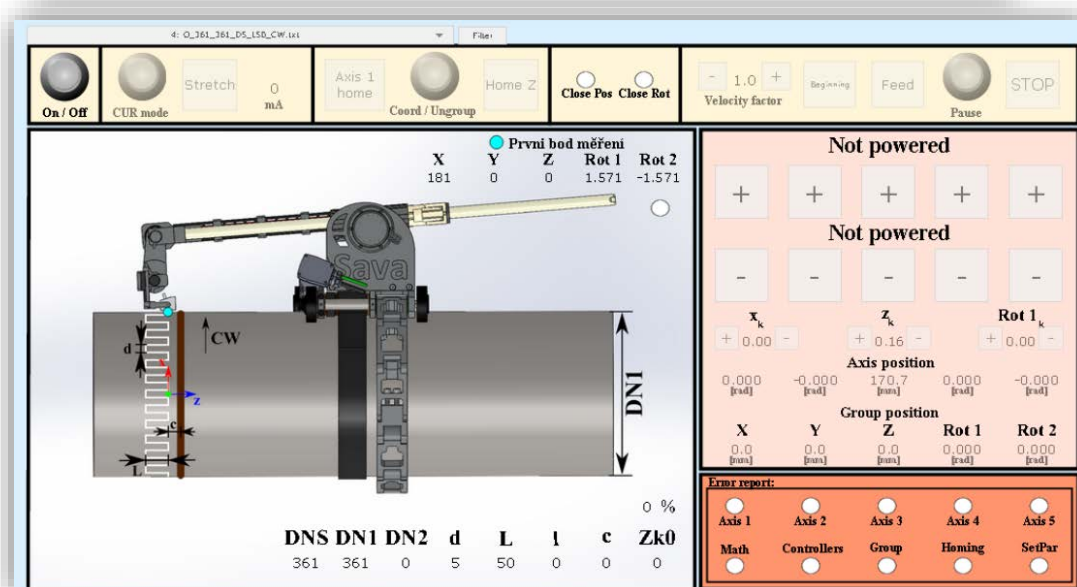 4: O_361_361_D5_L50_CW.txt
Filter
On / Off
CUR mode
Stretch
0
mA
Axis 1
home
Coord / Ungroup
Home Z
Close Pos Close Rot
- 1.0 +
Velocity factor
Beginning
Feed
Pause
STOP
Prvni bod měření
X Y Z Rot 1 Rot 2
181 0 0 1.571 -1.571
Sava
CW
d
x
z
c
L
DN1
0 %
DNS DN1 DN2 d L l c Zk0
361 361 0 5 50 0 0 0
Not powered
+ + + + +
Not powered
- - - - -
xk zk Rot 1k
+ 0.00 - + 0.16 - + 0.00 -
Axis position
0.000 -0.000 170.7 0.000 -0.000
[rad] [rad] [mm] [rad] [rad]
Group position
X Y Z Rot 1 Rot 2
0.0 0.0 0.0 0.000 0.000
[mm] [mm] [mm] [rad] [rad]
Error report:
Axis 1 Axis 2 Axis 3 Axis 4 Axis 5
Math Controllers Group Homing SetPar